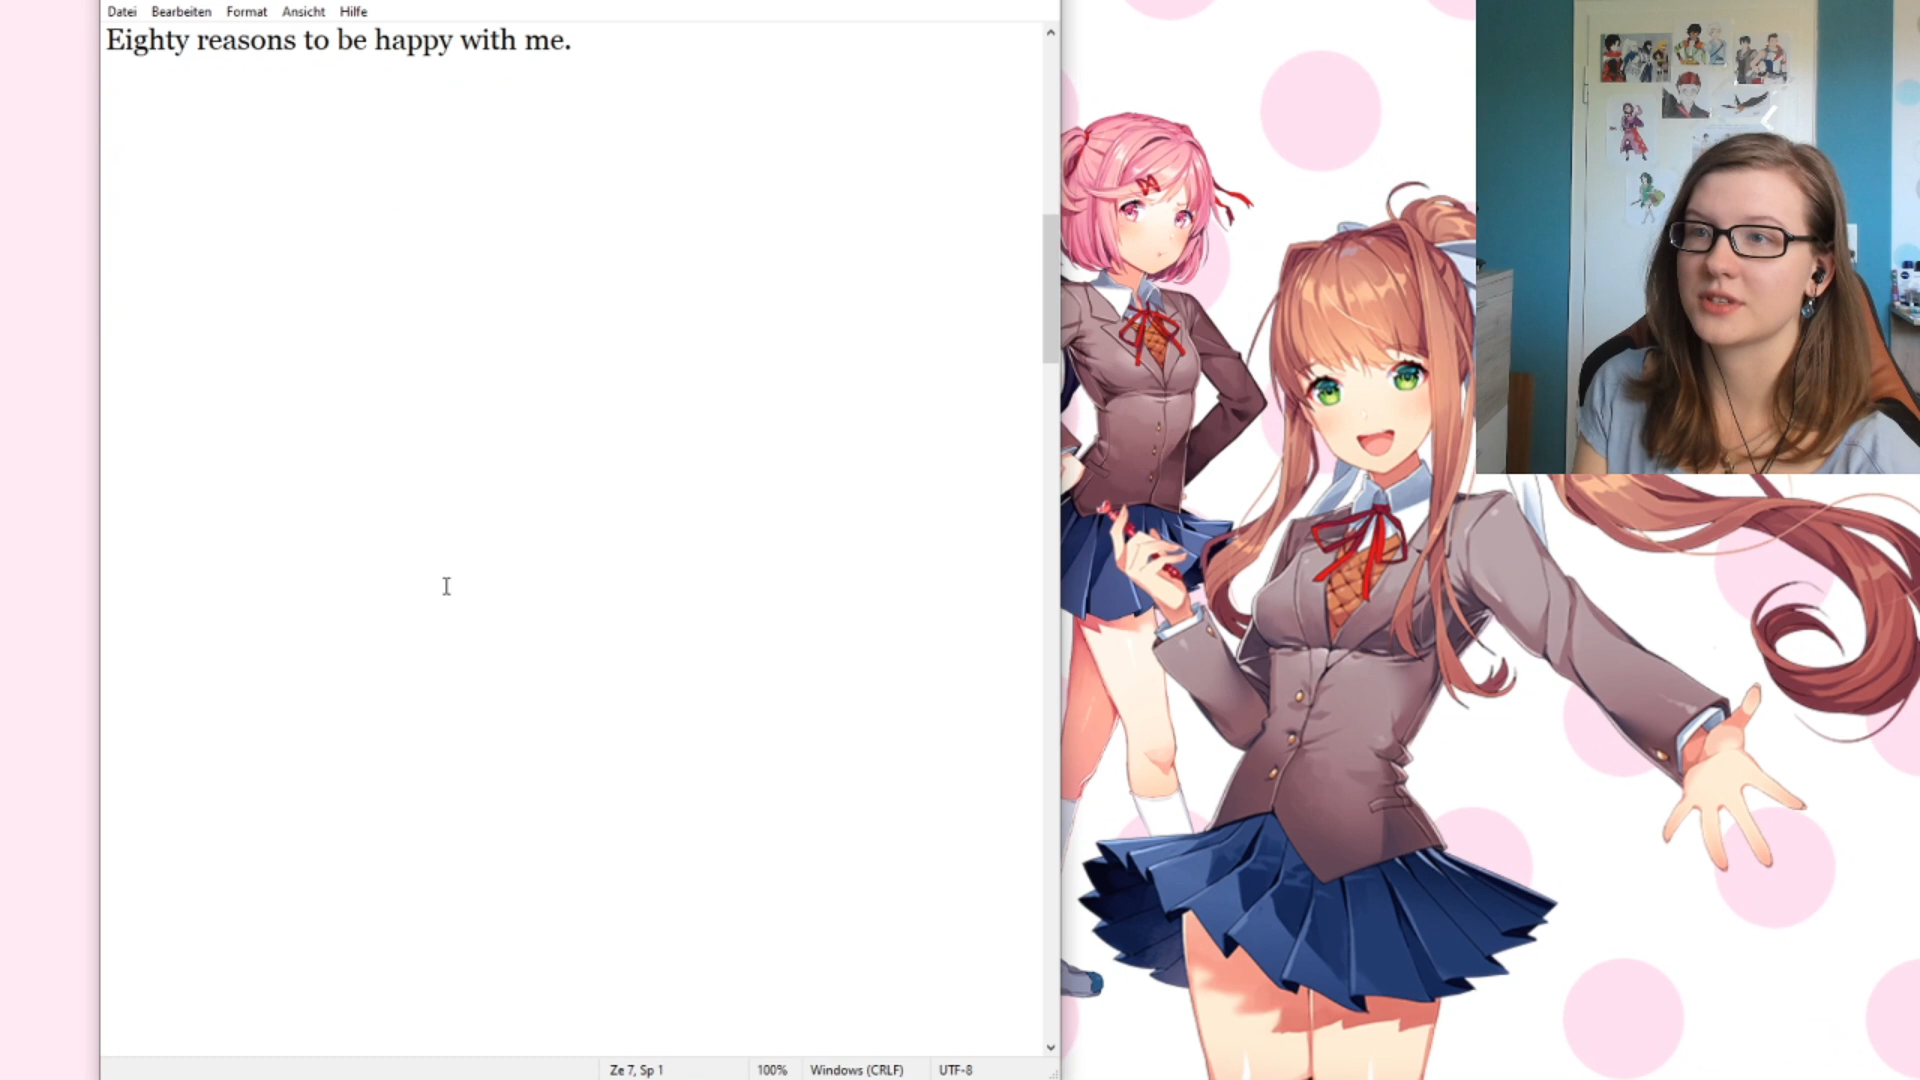 Datei Bearbeiten Format Ansicht Hilfe
Eighty reasons to be happy with me.
Ze 7, Sp 1 100% Windows (CRLF) UTF-8